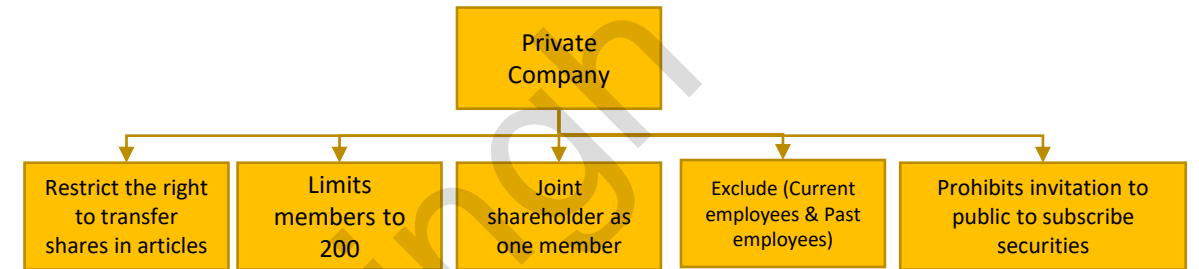 Private
Company
Restrict the right
to transfer
shares in articles
Limits
members to
200
Joint
shareholder as
one member
Exclude (Current
employees & Past
employees)
Prohibits invitation to
public to subscribe
securities
ingh